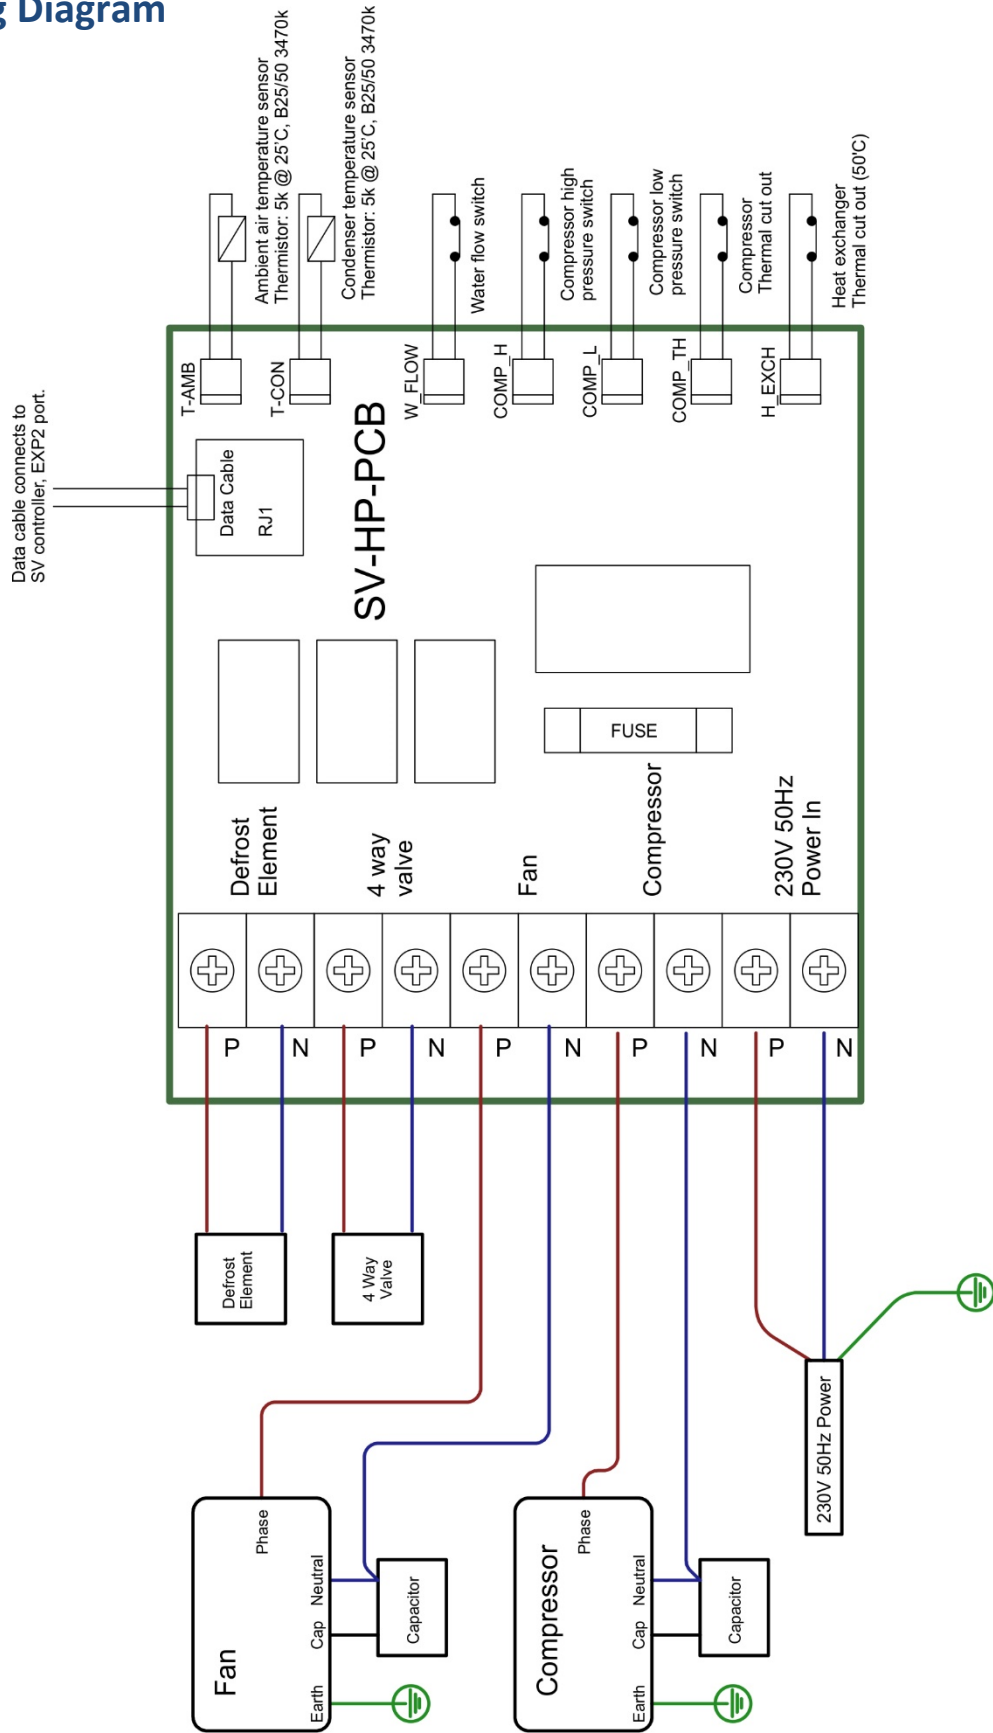 g Diagram
Data cable connects to
SV controller, EXP2 port.
Ambient air temperature sensor
Thermistor: 5k @ 25'C, B25/50 3470k
Condenser temperature sensor
Thermistor: 5k @ 25'C, B25/50 3470k
Water flow switch
Compressor high
pressure switch
Compressor low
pressure switch
Compressor
Thermal cut out
Heat exchanger
Thermal cut out (50'C)
T-AMB
T-CON
W_FLOW
COMP_H
COMP_L
COMP_TH
H_EXCH
Data Cable
RJ1
SV-HP-PCB
FUSE
Defrost
Element
4 way
valve
Fan
Compressor
230V 50Hz
Power In
P
N
P
N
P
N
P
N
P
N
Defrost
Element
4 Way
Valve
230V 50Hz Power
Fan
Phase
Neutral
Cap
Earth
Capacitor
Compressor
Phase
Neutral
Cap
Earth
Capacitor